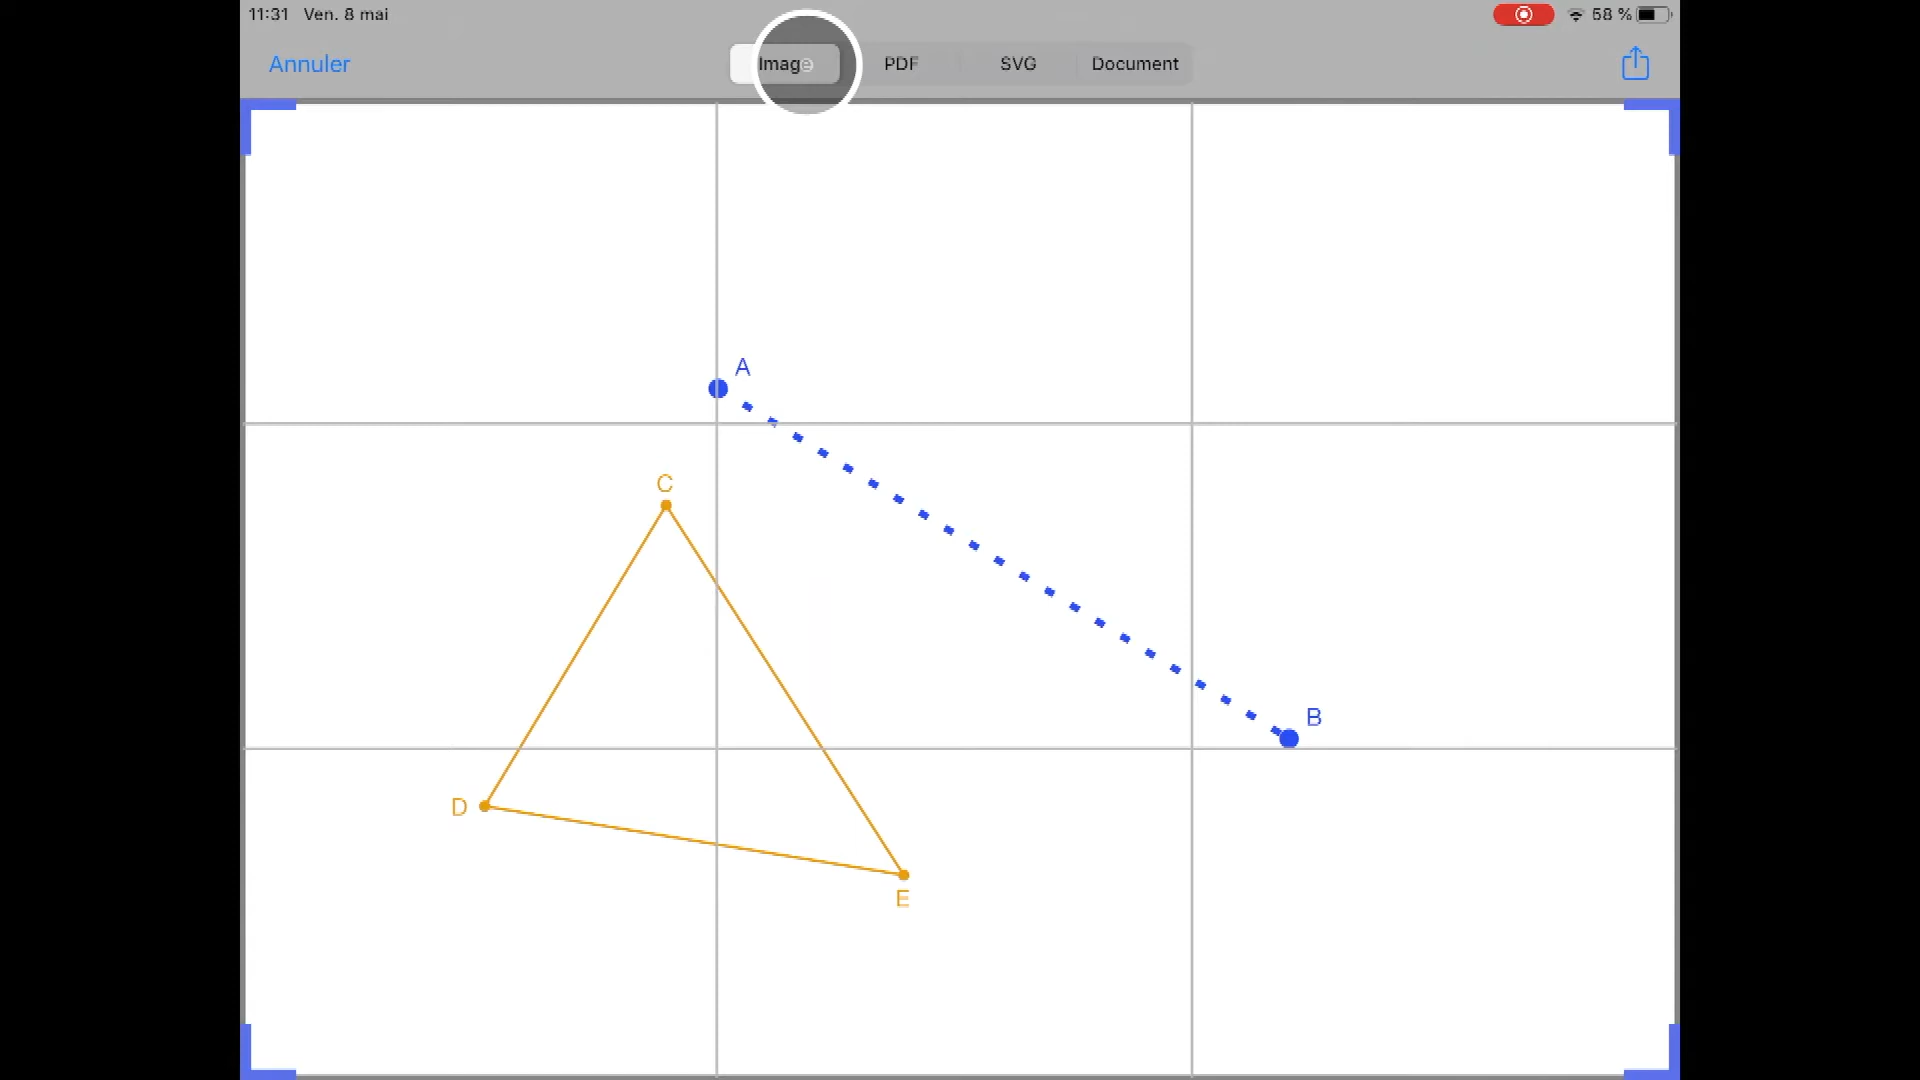 11:31 Ven. 8 mai 58 %
Annuler Image PDF SVG Document
A
C
B
D
E